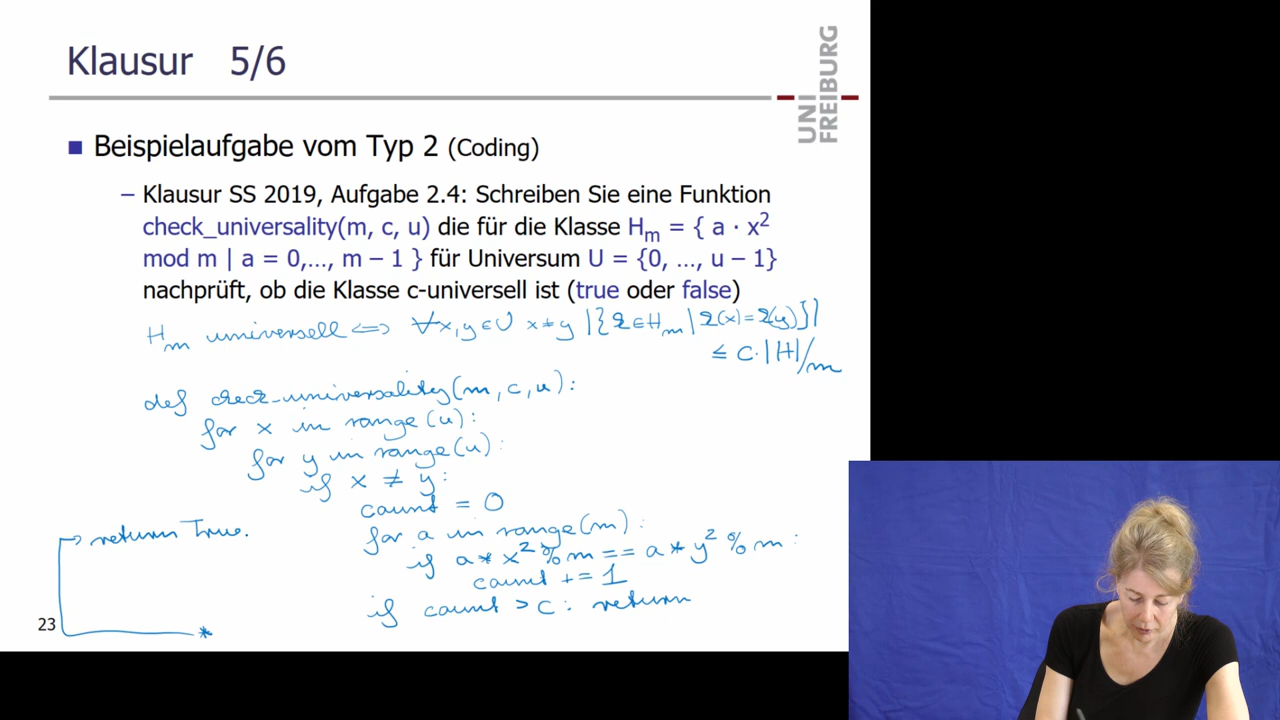 Klausur 5/6
UNI
FREIBURG
■ Beispielaufgabe vom Typ 2 (Coding)
– Klausur SS 2019, Aufgabe 2.4: Schreiben Sie eine Funktion
check_universality(m, c, u) die für die Klasse Hₘ = { a · x²
mod m | a = 0,…, m – 1 } für Universum U = {0, …, u – 1}
nachprüft, ob die Klasse c-universell ist (true oder false)
Hₘ universell ⟺ ∀x,y∈U x≠y |{h∈Hₘ | h(x)=h(y)}|
≤ c·|H|/m
def check_universality(m, c, u):
for x in range(u):
for y in range(u):
if x ≠ y:
count = 0
for a in range(m):
if a * x² % m == a * y² % m:
count += 1
if count > c: return
return True.
*
23